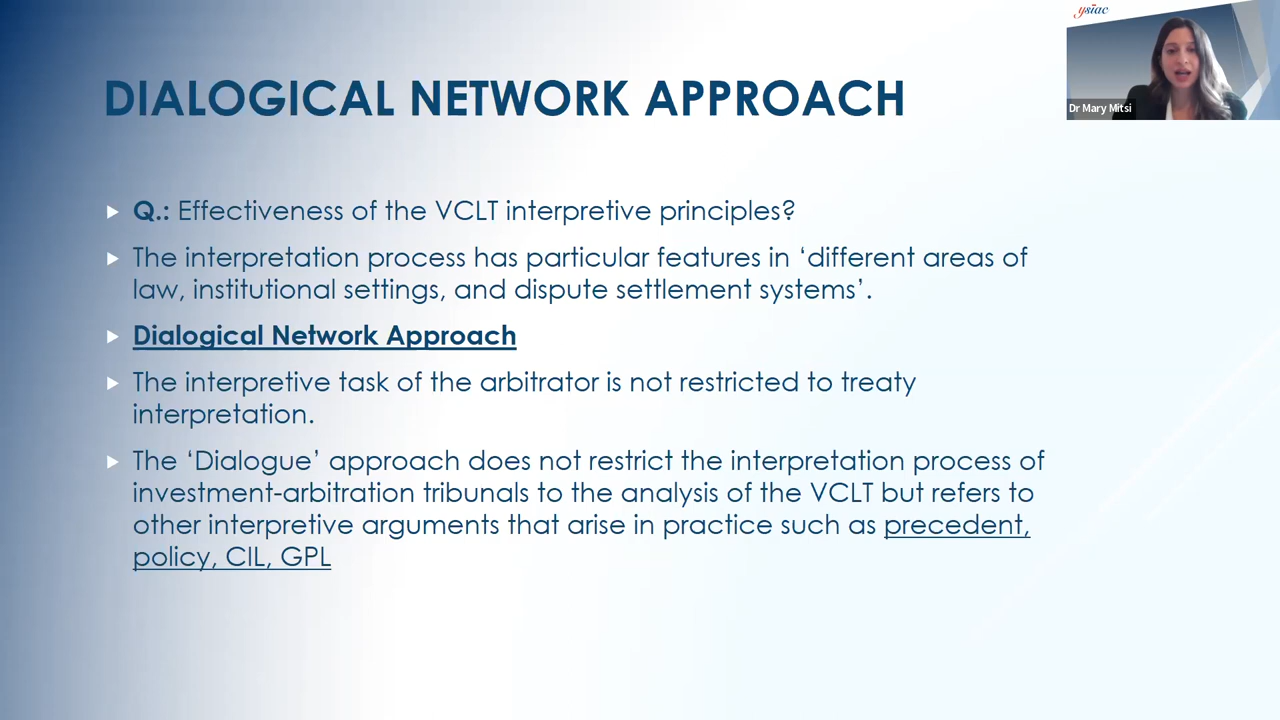 ysiac
Dr Mary Mitsi
DIALOGICAL NETWORK APPROACH
Q.: Effectiveness of the VCLT interpretive principles?
The interpretation process has particular features in ‘different areas of
law, institutional settings, and dispute settlement systems’.
Dialogical Network Approach
The interpretive task of the arbitrator is not restricted to treaty
interpretation.
The ‘Dialogue’ approach does not restrict the interpretation process of
investment-arbitration tribunals to the analysis of the VCLT but refers to
other interpretive arguments that arise in practice such as precedent,
policy, CIL, GPL